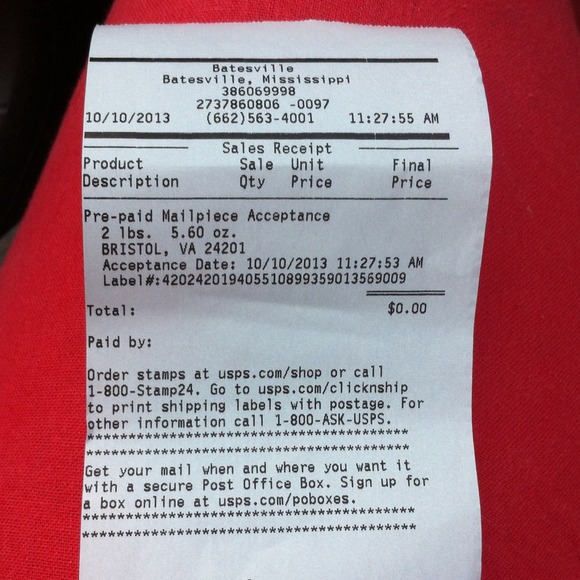 Batesville
Batesville, Mississippi
386069998
2737860806 -0097
10/10/2013 (662)563-4001 11:27:55 AM
Sales Receipt
Product Sale Unit Final
Description Qty Price Price
Pre-paid Mailpiece Acceptance
2 lbs. 5.60 oz.
BRISTOL, VA 24201
Acceptance Date: 10/10/2013 11:27:53 AM
Label#:420242019405510899359013569009
Total: $0.00
Paid by:
Order stamps at usps.com/shop or call
1-800-Stamp24. Go to usps.com/clicknship
to print shipping labels with postage. For
other information call 1-800-ASK-USPS.
****************************************
****************************************
Get your mail when and where you want it
with a secure Post Office Box. Sign up for
a box online at usps.com/poboxes.
****************************************
****************************************